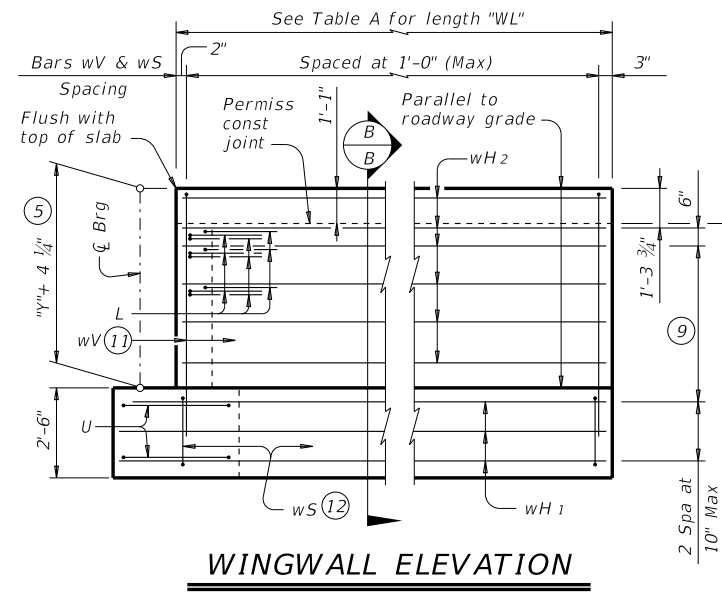 See Table A for length "WL"
2"
Bars wV & wS
Spacing
Spaced at 1'-0" (Max)
3"
Flush with
top of slab
Permiss
const
joint
1'-1"
B
B
Parallel to
roadway grade
wH 2
6"
1'-3 3/4"
5
"Y"+ 4 1/4"
℄ Brg
L
wV 11
9
2'-6"
U
wS 12
wH 1
2 Spa at
10" Max
WINGWALL ELEVATION